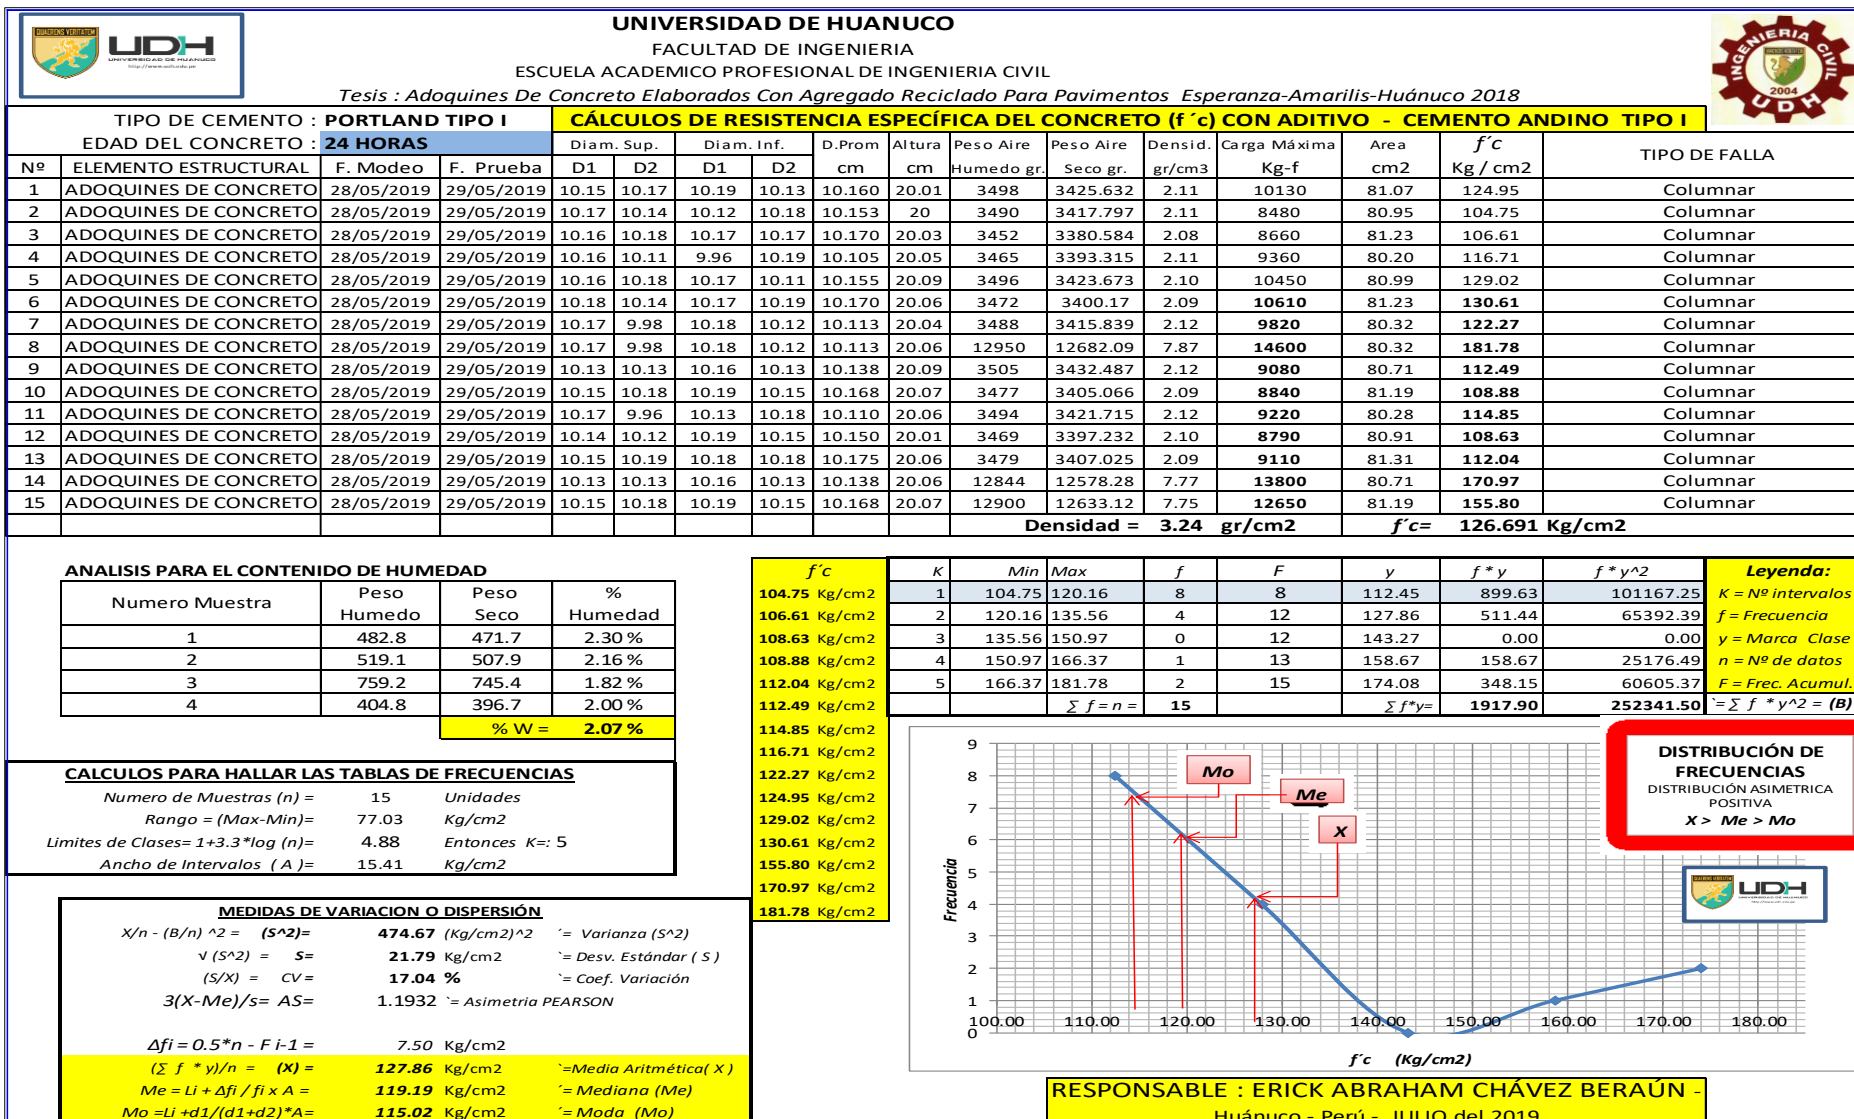 QUAERENS VERITATEM
UDH
UNIVERSIDAD DE HUANUCO
http://www.udh.edu.pe
UNIVERSIDAD DE HUANUCO
FACULTAD DE INGENIERIA
ESCUELA ACADEMICO PROFESIONAL DE INGENIERIA CIVIL
Tesis : Adoquines De Concreto Elaborados Con Agregado Reciclado Para Pavimentos Esperanza-Amarilis-Huánuco 2018
INGENIERIA CIVIL
2004
UDH
TIPO DE CEMENTO : PORTLAND TIPO I CÁLCULOS DE RESISTENCIA ESPECÍFICA DEL CONCRETO (f ´c) CON ADITIVO - CEMENTO ANDINO TIPO I
EDAD DEL CONCRETO : 24 HORAS Diam. Sup. Diam. Inf. D.Prom Altura Peso Aire Peso Aire Densid. Carga Máxima Area f´c TIPO DE FALLA
Nº ELEMENTO ESTRUCTURAL F. Modeo F. Prueba D1 D2 D1 D2 cm cm Humedo gr. Seco gr. gr/cm3 Kg-f cm2 Kg / cm2
1 ADOQUINES DE CONCRETO 28/05/2019 29/05/2019 10.15 10.17 10.19 10.13 10.160 20.01 3498 3425.632 2.11 10130 81.07 124.95 Columnar
2 ADOQUINES DE CONCRETO 28/05/2019 29/05/2019 10.17 10.14 10.12 10.18 10.153 20 3490 3417.797 2.11 8480 80.95 104.75 Columnar
3 ADOQUINES DE CONCRETO 28/05/2019 29/05/2019 10.16 10.18 10.17 10.17 10.170 20.03 3452 3380.584 2.08 8660 81.23 106.61 Columnar
4 ADOQUINES DE CONCRETO 28/05/2019 29/05/2019 10.16 10.11 9.96 10.19 10.105 20.05 3465 3393.315 2.11 9360 80.20 116.71 Columnar
5 ADOQUINES DE CONCRETO 28/05/2019 29/05/2019 10.16 10.18 10.17 10.11 10.155 20.09 3496 3423.673 2.10 10450 80.99 129.02 Columnar
6 ADOQUINES DE CONCRETO 28/05/2019 29/05/2019 10.18 10.14 10.17 10.19 10.170 20.06 3472 3400.17 2.09 10610 81.23 130.61 Columnar
7 ADOQUINES DE CONCRETO 28/05/2019 29/05/2019 10.17 9.98 10.18 10.12 10.113 20.04 3488 3415.839 2.12 9820 80.32 122.27 Columnar
8 ADOQUINES DE CONCRETO 28/05/2019 29/05/2019 10.17 9.98 10.18 10.12 10.113 20.06 12950 12682.09 7.87 14600 80.32 181.78 Columnar
9 ADOQUINES DE CONCRETO 28/05/2019 29/05/2019 10.13 10.13 10.16 10.13 10.138 20.09 3505 3432.487 2.12 9080 80.71 112.49 Columnar
10 ADOQUINES DE CONCRETO 28/05/2019 29/05/2019 10.15 10.18 10.19 10.15 10.168 20.07 3477 3405.066 2.09 8840 81.19 108.88 Columnar
11 ADOQUINES DE CONCRETO 28/05/2019 29/05/2019 10.17 9.96 10.13 10.18 10.110 20.06 3494 3421.715 2.12 9220 80.28 114.85 Columnar
12 ADOQUINES DE CONCRETO 28/05/2019 29/05/2019 10.14 10.12 10.19 10.15 10.150 20.01 3469 3397.232 2.10 8790 80.91 108.63 Columnar
13 ADOQUINES DE CONCRETO 28/05/2019 29/05/2019 10.15 10.19 10.18 10.18 10.175 20.06 3479 3407.025 2.09 9110 81.31 112.04 Columnar
14 ADOQUINES DE CONCRETO 28/05/2019 29/05/2019 10.13 10.13 10.16 10.13 10.138 20.06 12844 12578.28 7.77 13800 80.71 170.97 Columnar
15 ADOQUINES DE CONCRETO 28/05/2019 29/05/2019 10.15 10.18 10.19 10.15 10.168 20.07 12900 12633.12 7.75 12650 81.19 155.80 Columnar
Densidad = 3.24 gr/cm2 f´c= 126.691 Kg/cm2
ANALISIS PARA EL CONTENIDO DE HUMEDAD
Numero Muestra Peso Humedo Peso Seco % Humedad
1 482.8 471.7 2.30 %
2 519.1 507.9 2.16 %
3 759.2 745.4 1.82 %
4 404.8 396.7 2.00 %
% W = 2.07 %
f´c
104.75 Kg/cm2
106.61 Kg/cm2
108.63 Kg/cm2
108.88 Kg/cm2
112.04 Kg/cm2
112.49 Kg/cm2
114.85 Kg/cm2
116.71 Kg/cm2
122.27 Kg/cm2
124.95 Kg/cm2
129.02 Kg/cm2
130.61 Kg/cm2
155.80 Kg/cm2
170.97 Kg/cm2
181.78 Kg/cm2
K Min Max f F y f * y f * y^2 Leyenda:
1 104.75 120.16 8 8 112.45 899.63 101167.25 K = Nº intervalos
2 120.16 135.56 4 12 127.86 511.44 65392.39 f = Frecuencia
3 135.56 150.97 0 12 143.27 0.00 0.00 y = Marca Clase
4 150.97 166.37 1 13 158.67 158.67 25176.49 n = Nº de datos
5 166.37 181.78 2 15 174.08 348.15 60605.37 F = Frec. Acumul.
∑ f = n = 15 ∑ f*y= 1917.90 252341.50 `=∑ f * y^2 = (B)
CALCULOS PARA HALLAR LAS TABLAS DE FRECUENCIAS
Numero de Muestras (n) = 15 Unidades
Rango = (Max-Min)= 77.03 Kg/cm2
Limites de Clases= 1+3.3*log (n)= 4.88 Entonces K=: 5
Ancho de Intervalos ( A )= 15.41 Kg/cm2
MEDIDAS DE VARIACION O DISPERSIÓN
X/n - (B/n) ^2 = (S^2)= 474.67 (Kg/cm2)^2 ´= Varianza (S^2)
√ (S^2) = S= 21.79 Kg/cm2 `= Desv. Estándar ( S )
(S/X) = CV = 17.04 % `= Coef. Variación
3(X-Me)/s= AS= 1.1932 `= Asimetria PEARSON
Δfi = 0.5*n - F i-1 = 7.50 Kg/cm2
(∑ f * y)/n = (X) = 127.86 Kg/cm2 `=Media Aritmética( X )
Me = Li + Δfi / fi x A = 119.19 Kg/cm2 ´= Mediana (Me)
Mo =Li +d1/(d1+d2)*A= 115.02 Kg/cm2 ´= Moda (Mo)
9
8
7
6
5
4
3
2
1
0
Frecuencia
Mo
Me
X
100.00 110.00 120.00 130.00 140.00 150.00 160.00 170.00 180.00
f´c (Kg/cm2)
DISTRIBUCIÓN DE
FRECUENCIAS
DISTRIBUCIÓN ASIMETRICA
POSITIVA
X > Me > Mo
UDH
RESPONSABLE : ERICK ABRAHAM CHÁVEZ BERAÚN -
Huánuco - Perú - JULIO del 2019